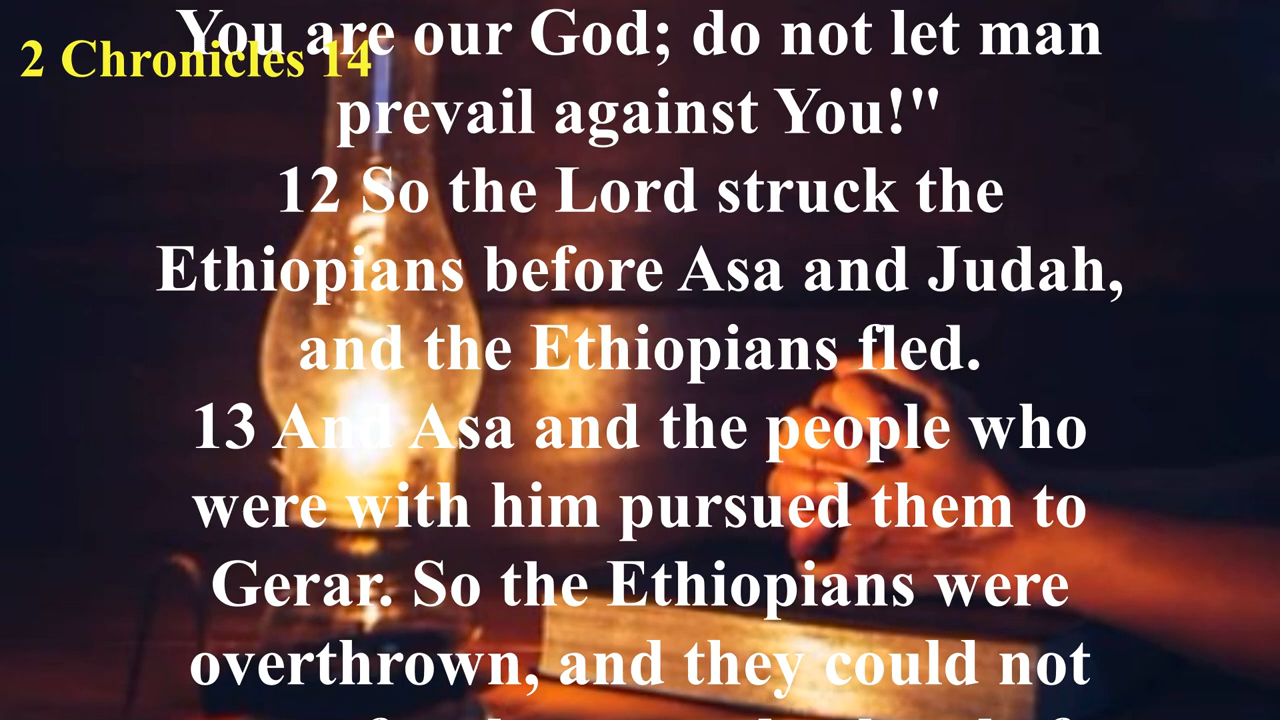 You are our God; do not let man
2 Chronicles 14
prevail against You!"
12 So the Lord struck the
Ethiopians before Asa and Judah,
and the Ethiopians fled.
13 And Asa and the people who
were with him pursued them to
Gerar. So the Ethiopians were
overthrown, and they could not